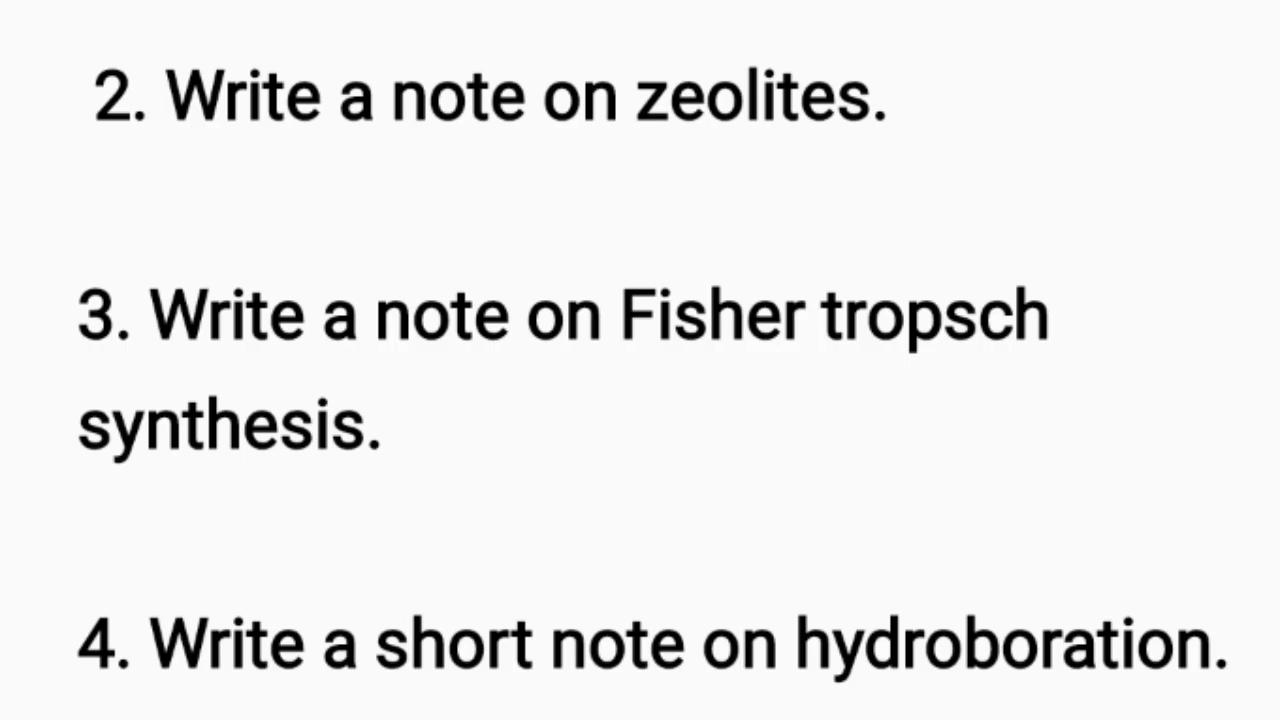 2. Write a note on zeolites.
3. Write a note on Fisher tropsch
synthesis.
4. Write a short note on hydroboration.